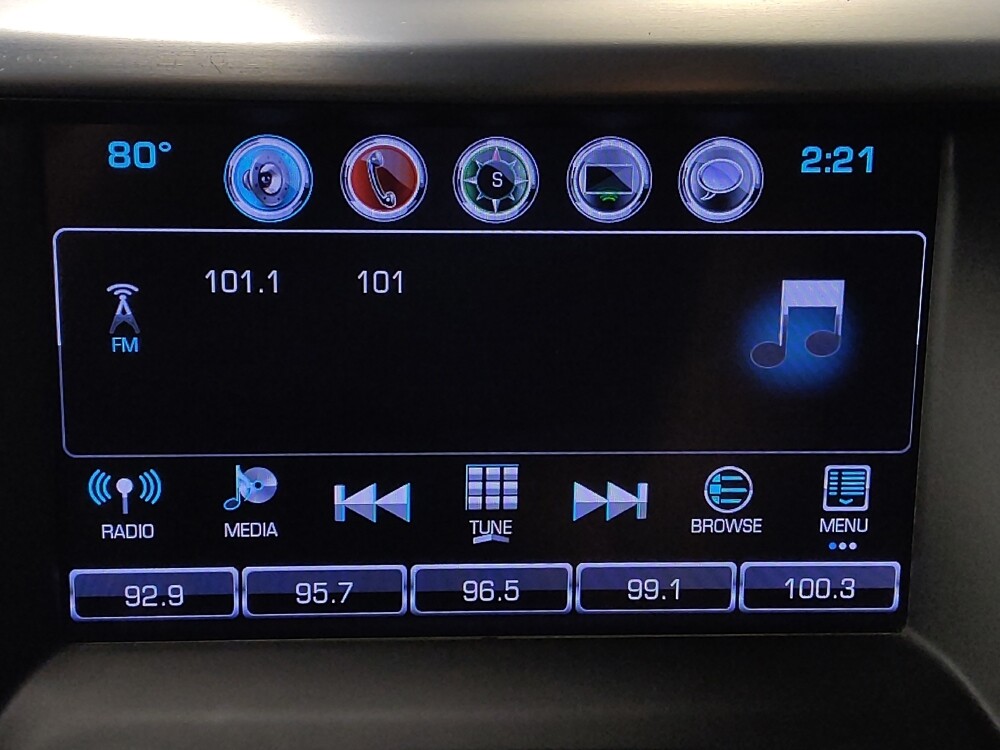 80° S 2:21
101.1 101
FM
RADIO MEDIA TUNE BROWSE MENU
92.9 95.7 96.5 99.1 100.3